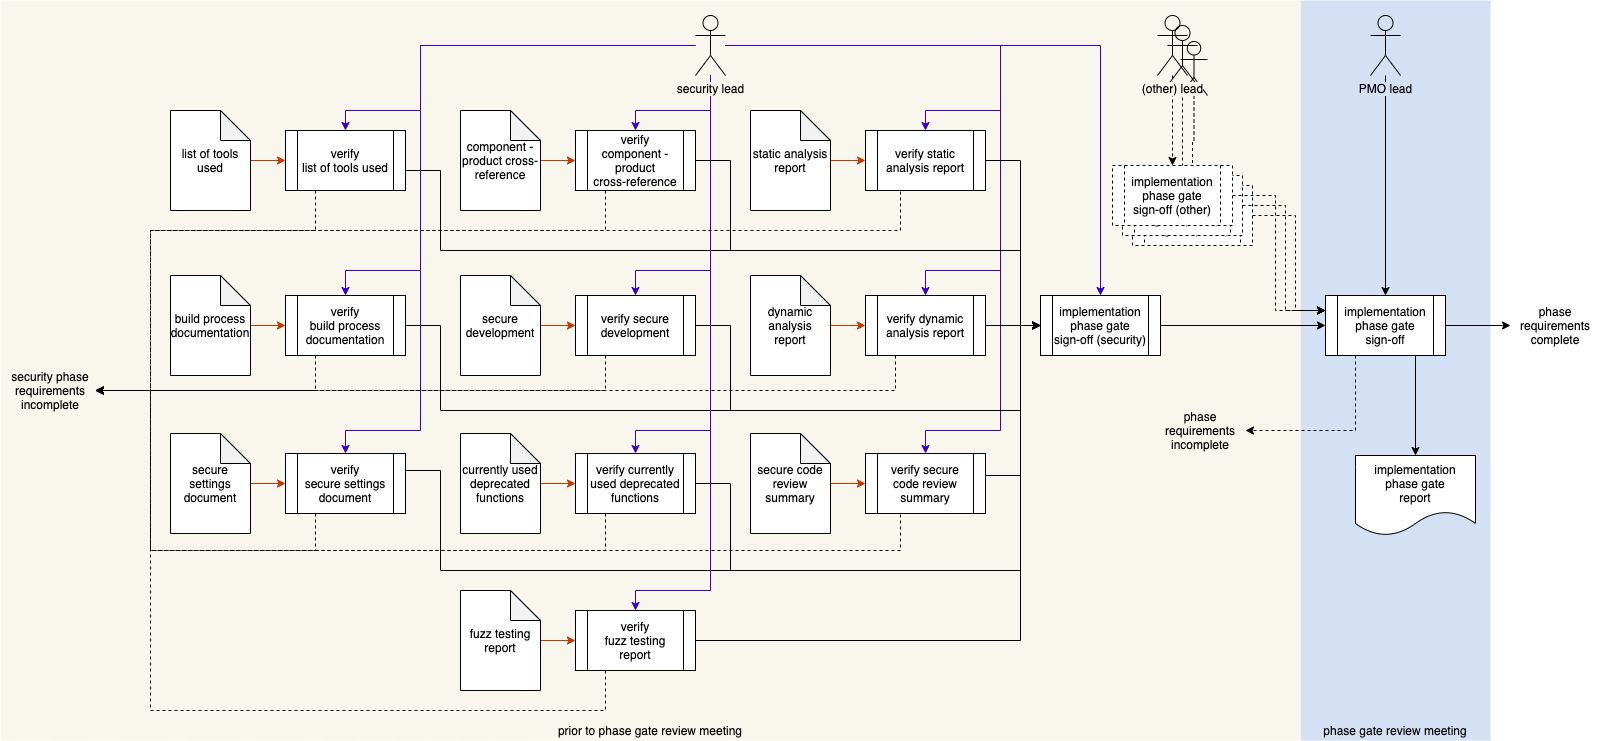 security lead
(other) lead
PMO lead
list of tools
used
verify
list of tools used
component -
product cross-
reference
verify
component -
product
cross-reference
static analysis
report
verify static
analysis report
implementation
phase gate
sign-off (other)
build process
documentation
verify
build process
documentation
secure
development
verify secure
development
dynamic
analysis
report
verify dynamic
analysis report
implementation
phase gate
sign-off (security)
implementation
phase gate
sign-off
phase
requirements
complete
security phase
requirements
incomplete
phase
requirements
incomplete
secure
settings
document
verify
secure settings
document
currently used
deprecated
functions
verify currently
used deprecated
functions
secure code
review
summary
verify secure
code review
summary
implementation
phase gate
report
fuzz testing
report
verify
fuzz testing
report
prior to phase gate review meeting
phase gate review meeting